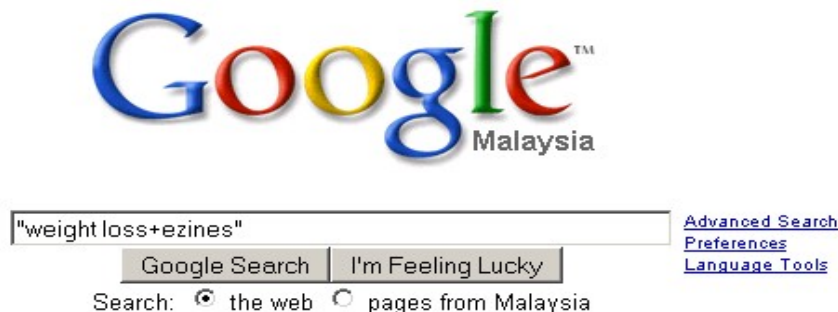 Google™
Malaysia
"weight loss+ezines"
Advanced Search
Preferences
Language Tools
Google Search I'm Feeling Lucky
Search: the web pages from Malaysia